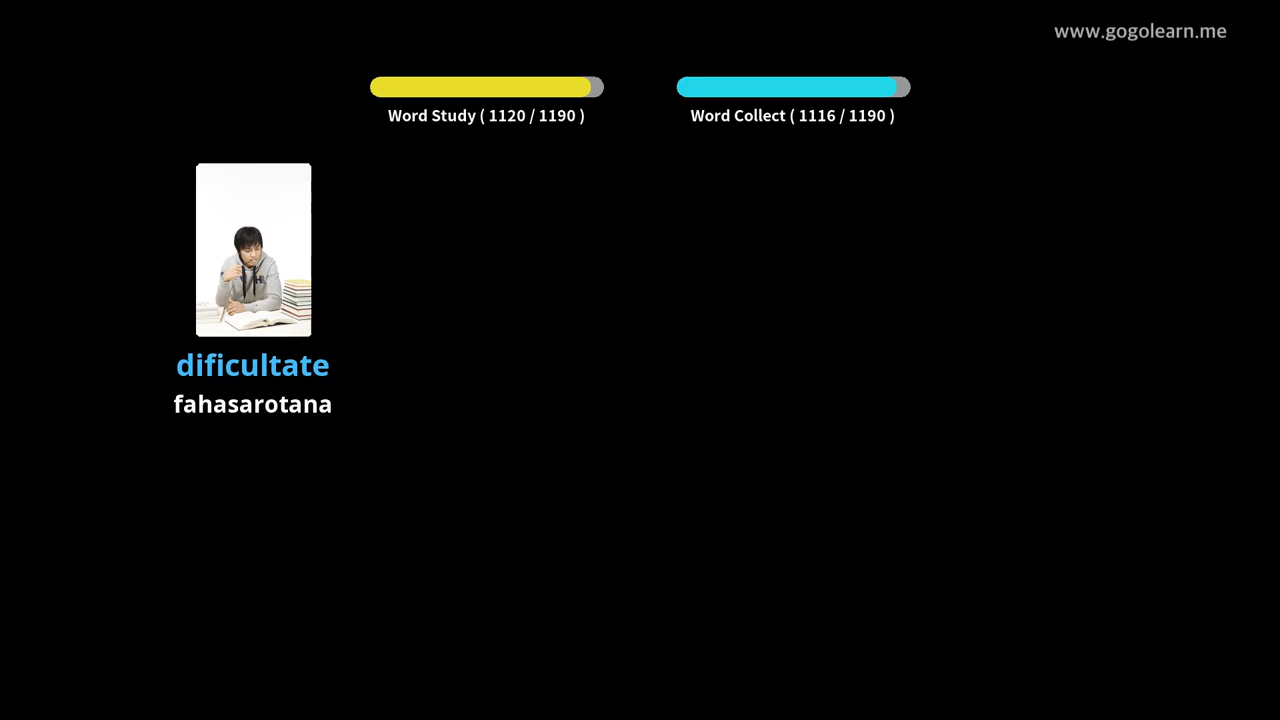 www.gogolearn.me
Word Study ( 1120 / 1190 )
Word Collect ( 1116 / 1190 )
dificultate
fahasarotana